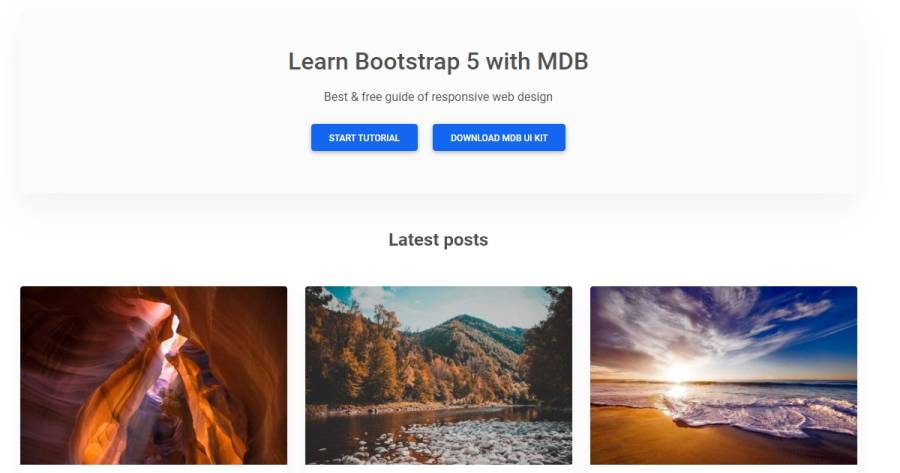 Learn Bootstrap 5 with MDB
Best & free guide of responsive web design
START TUTORIAL
DOWNLOAD MDB UI KIT
Latest posts